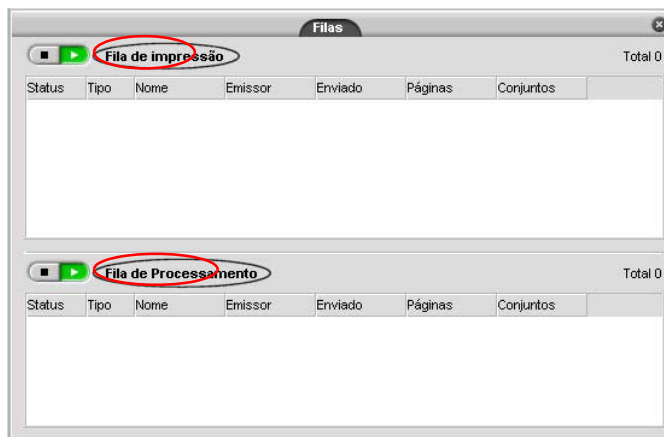 Filas
Fila de impressão Total 0
Status Tipo Nome Emissor Enviado Páginas Conjuntos
Fila de Processamento Total 0
Status Tipo Nome Emissor Enviado Páginas Conjuntos